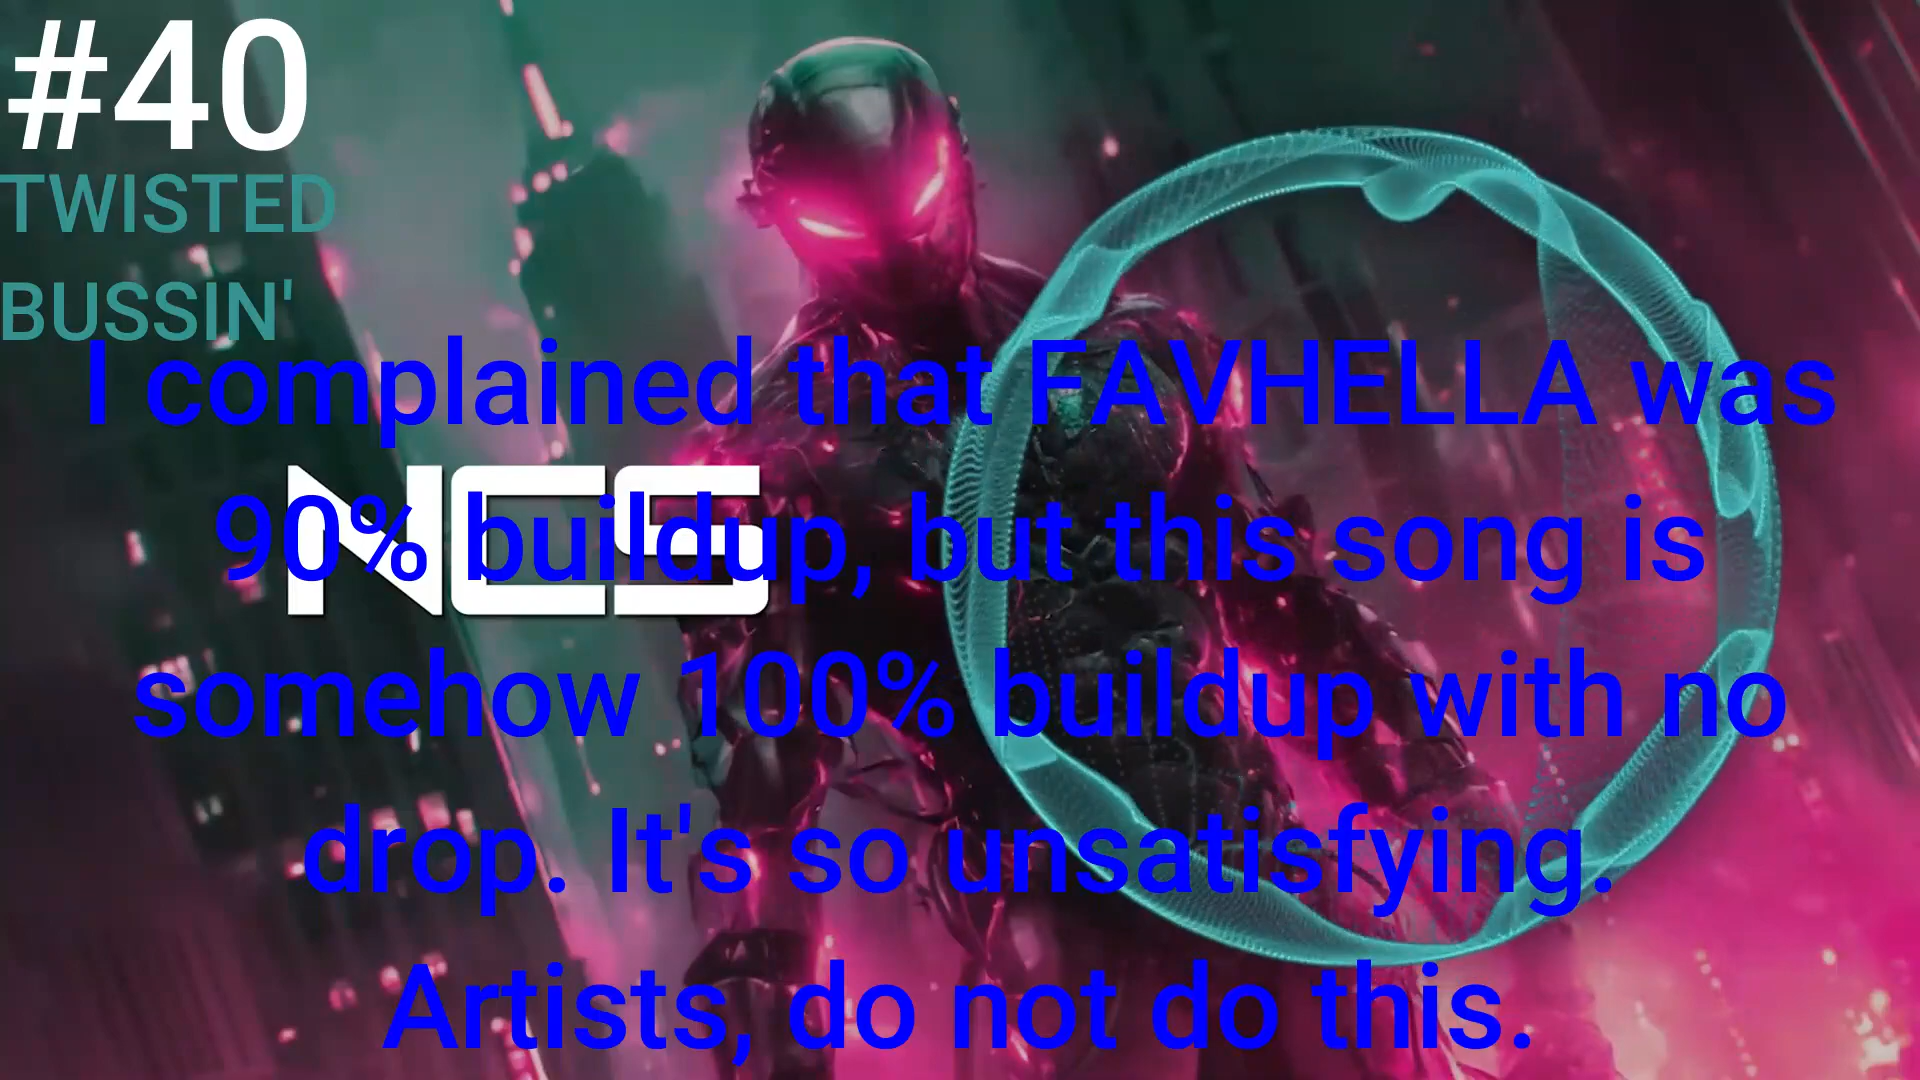 #40
TWISTED
BUSSIN'
I complained that FAVHELLA was
NCS
90% buildup, but this song is
somehow 100% buildup with no
drop. It's so unsatisfying.
Artists, do not do this.